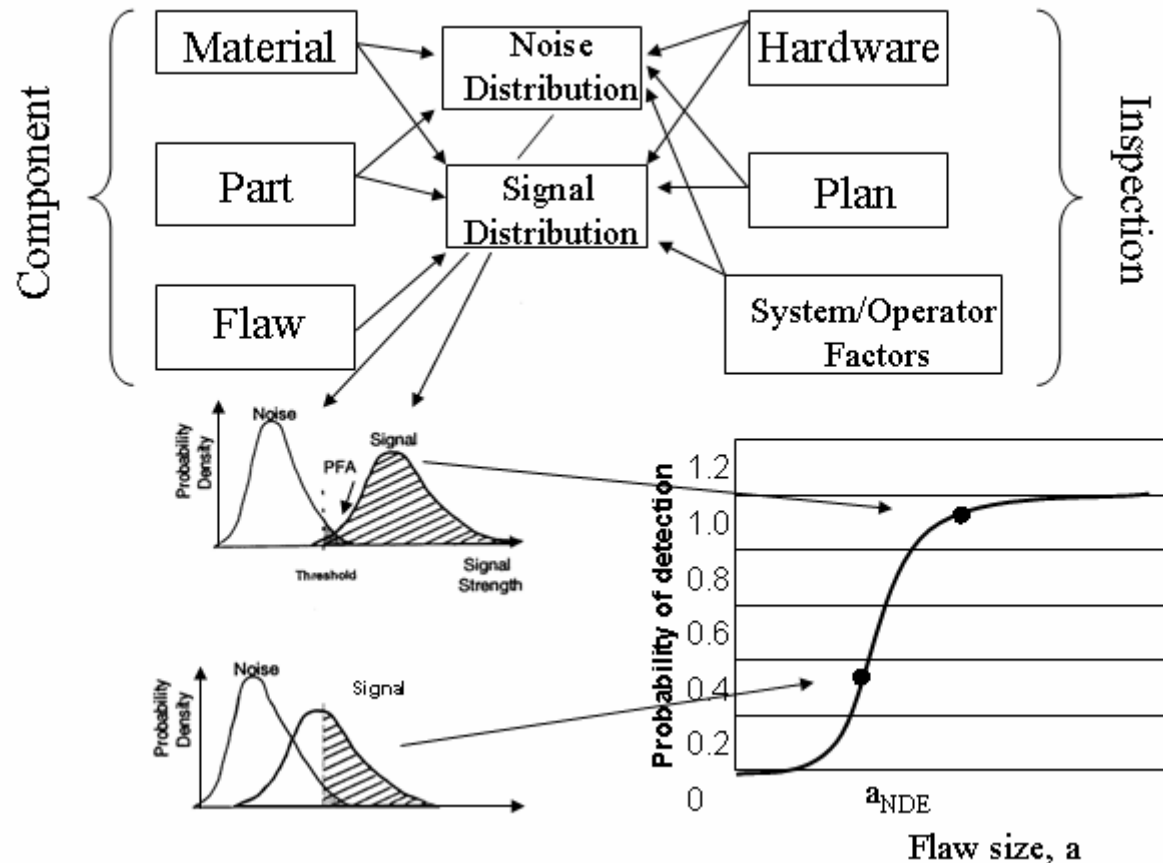 Component
Material
Part
Flaw
Noise
Distribution
Signal
Distribution
Hardware
Plan
System/Operator
Factors
Inspection
Probability
Density
Noise
PFA
Signal
Threshold
Signal
Strength
Probability
Density
Noise
Signal
Probability of detection
1.2
1.0
0.8
0.6
0.4
0.2
0
aNDE
Flaw size, a